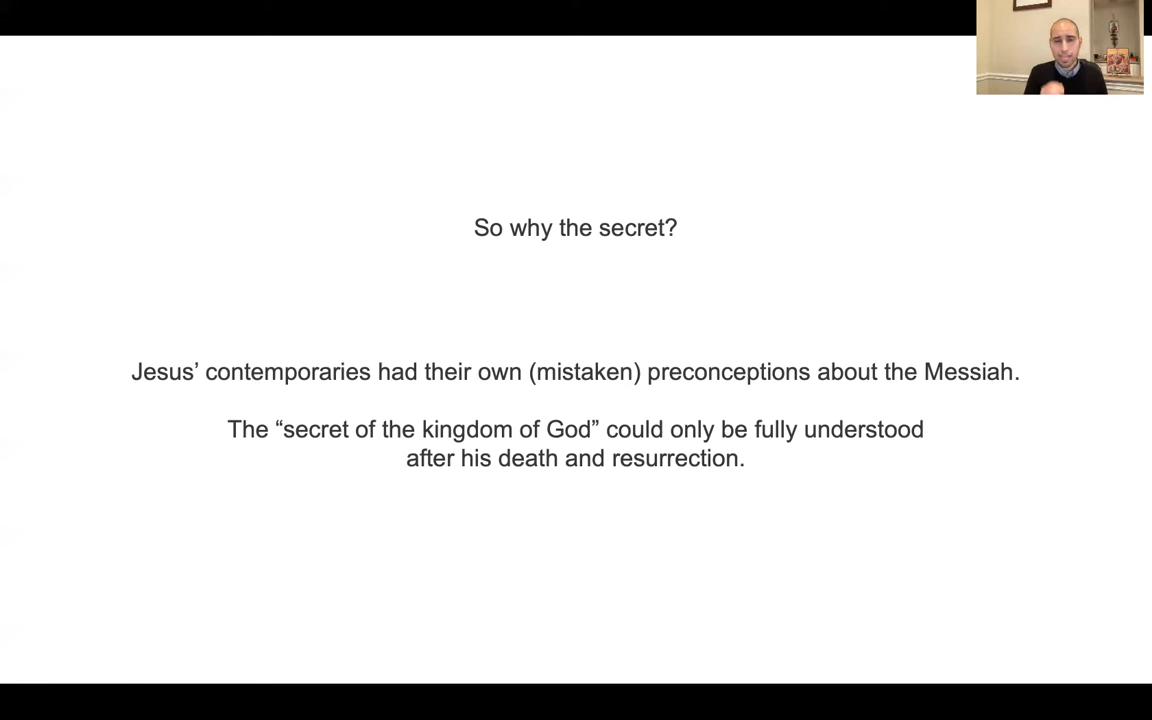 So why the secret?
Jesus’ contemporaries had their own (mistaken) preconceptions about the Messiah.
The “secret of the kingdom of God” could only be fully understood
after his death and resurrection.